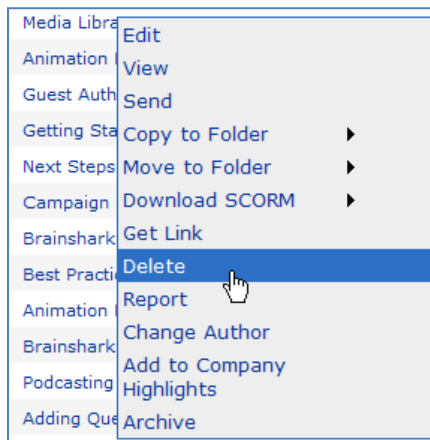 Media Libra
Animation
Guest Auth
Getting Sta
Next Steps
Campaign
Brainshark
Best Practi
Animation
Brainshark
Podcasting
Adding Que
Edit
View
Send
Copy to Folder
Move to Folder
Download SCORM
Get Link
Delete
Report
Change Author
Add to Company
Highlights
Archive